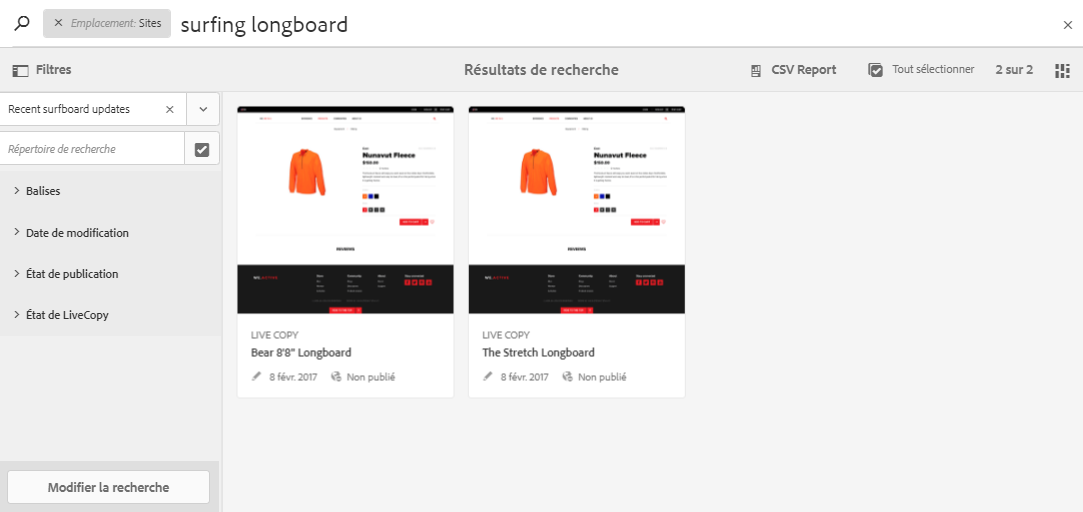 Emplacement: Sites surfing longboard
Filtres
Résultats de recherche
CSV Report
Tout sélectionner
2 sur 2
Recent surfboard updates
Répertoire de recherche
Balises
Date de modification
État de publication
État de LiveCopy
Modifier la recherche
Nunavut Fleece
REVIEWS
LIVE COPY
Bear 8'8" Longboard
8 févr. 2017 Non publié
Nunavut Fleece
REVIEWS
LIVE COPY
The Stretch Longboard
8 févr. 2017 Non publié